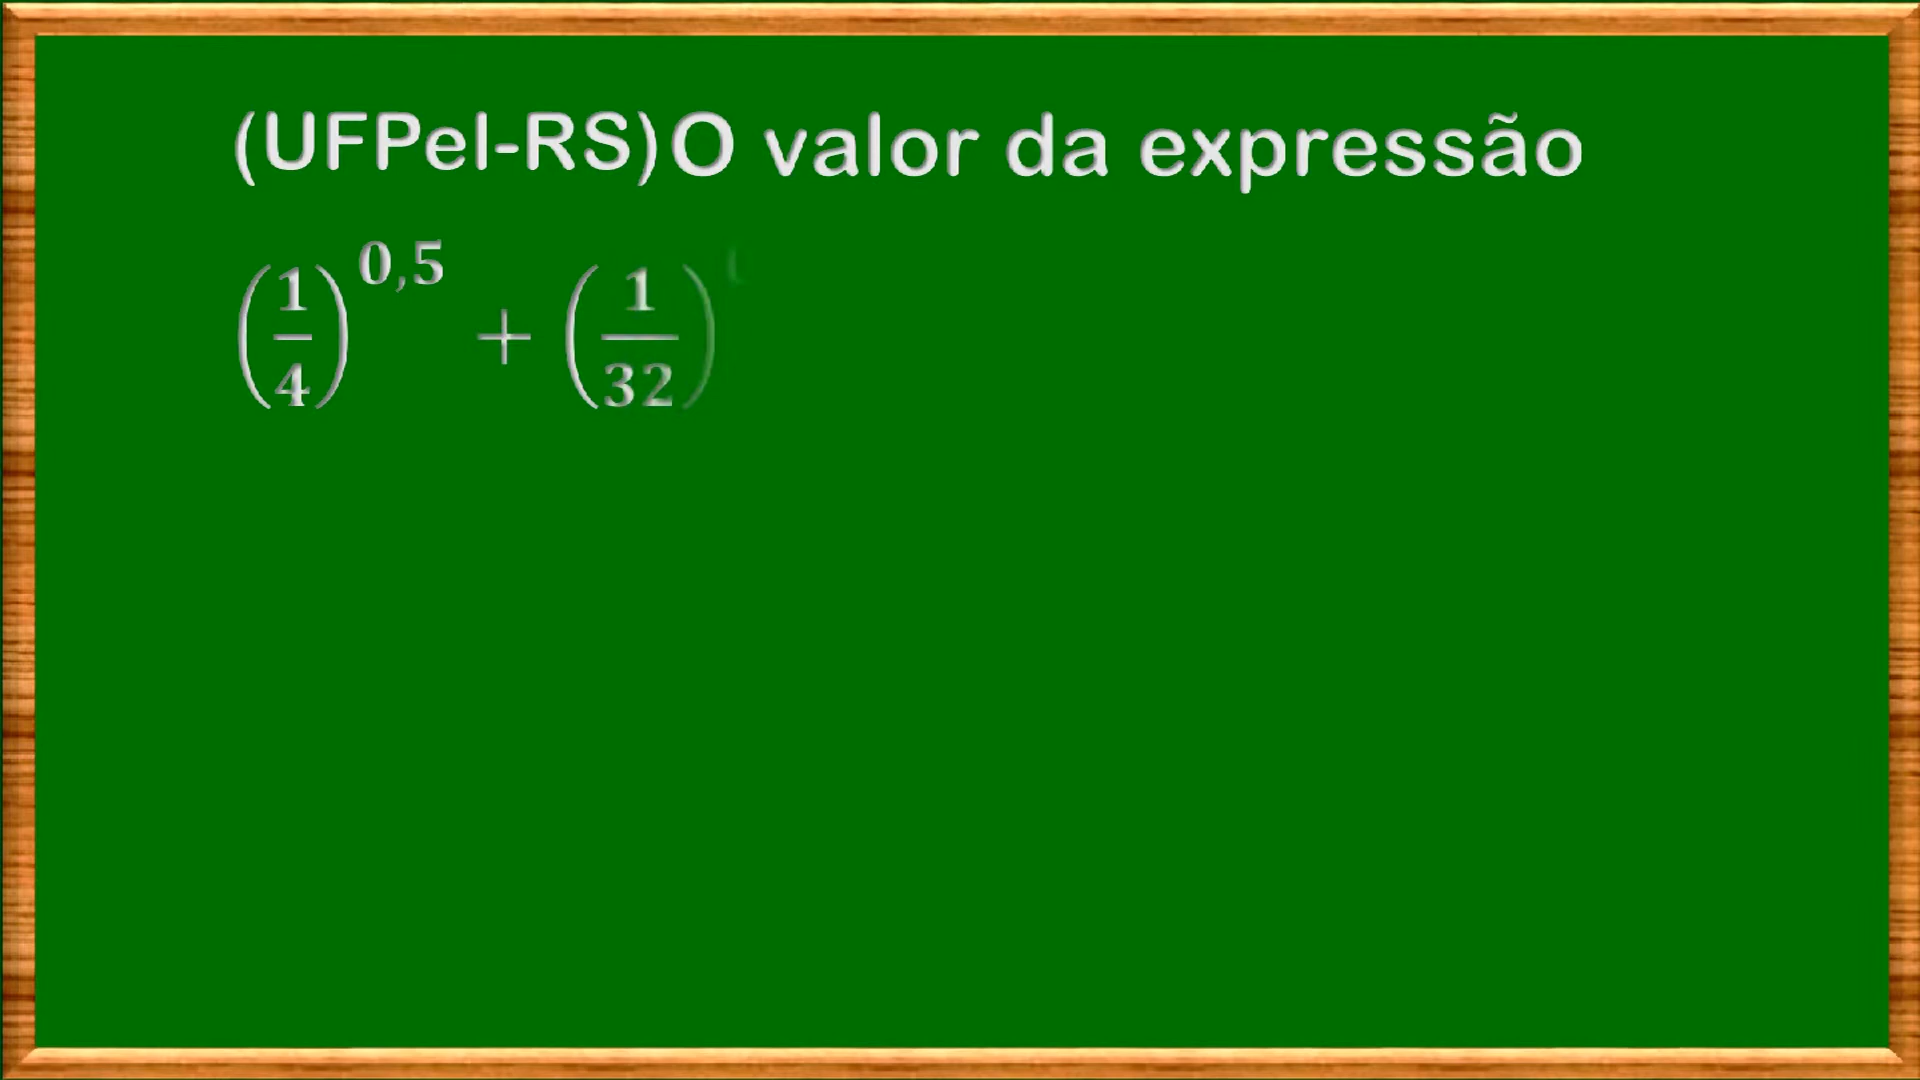 (UFPel-RS) O valor da expressão
(1/4)^0,5 + (1/32)